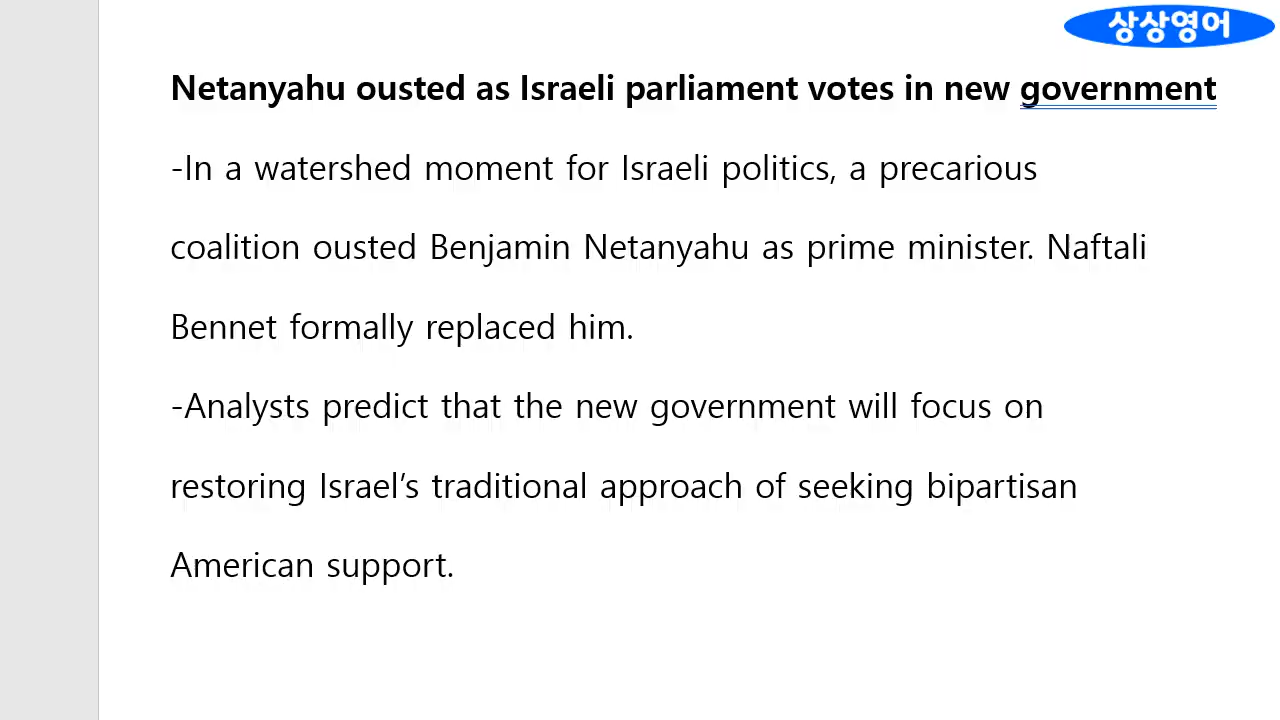 상상영어
Netanyahu ousted as Israeli parliament votes in new government
-In a watershed moment for Israeli politics, a precarious
coalition ousted Benjamin Netanyahu as prime minister. Naftali
Bennet formally replaced him.
-Analysts predict that the new government will focus on
restoring Israel’s traditional approach of seeking bipartisan
American support.